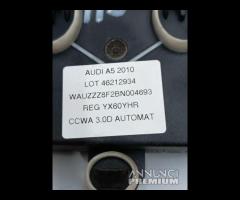 AUDI A5 2010
LOT 46212934
WAUZZZ8F2BN004693
REG YX60YHR
CCWA 3.0D AUTOMAT
ANNUNCI
PREMIUM